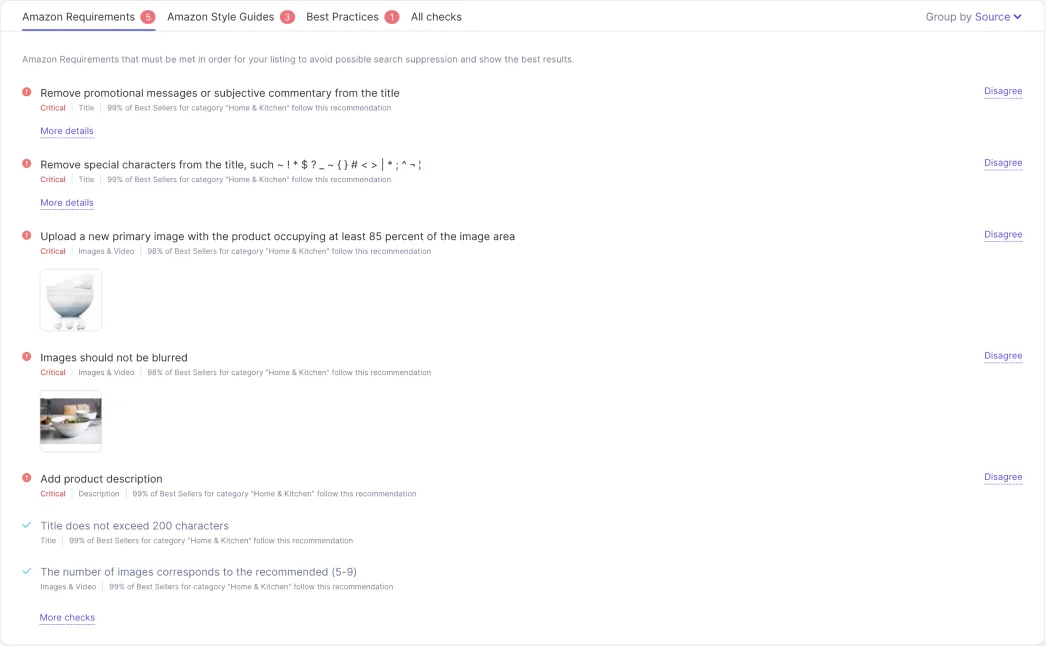 Amazon Requirements 5 Amazon Style Guides 3 Best Practices 1 All checks Group by Source
Amazon Requirements that must be met in order for your listing to avoid possible search suppression and show the best results.
Remove promotional messages or subjective commentary from the title Disagree
Critical Title 99% of Best Sellers for category "Home & Kitchen" follow this recommendation
More details
Remove special characters from the title, such ~ ! * $ ? _ ~ { } # < > | * ; ^ ¬ ¦ Disagree
Critical Title 99% of Best Sellers for category "Home & Kitchen" follow this recommendation
More details
Upload a new primary image with the product occupying at least 85 percent of the image area Disagree
Critical Images & Video 98% of Best Sellers for category "Home & Kitchen" follow this recommendation
Images should not be blurred Disagree
Critical Images & Video 98% of Best Sellers for category "Home & Kitchen" follow this recommendation
Add product description Disagree
Critical Description 99% of Best Sellers for category "Home & Kitchen" follow this recommendation
Title does not exceed 200 characters
Title 99% of Best Sellers for category "Home & Kitchen" follow this recommendation
The number of images corresponds to the recommended (5-9)
Images & Video 99% of Best Sellers for category "Home & Kitchen" follow this recommendation
More checks